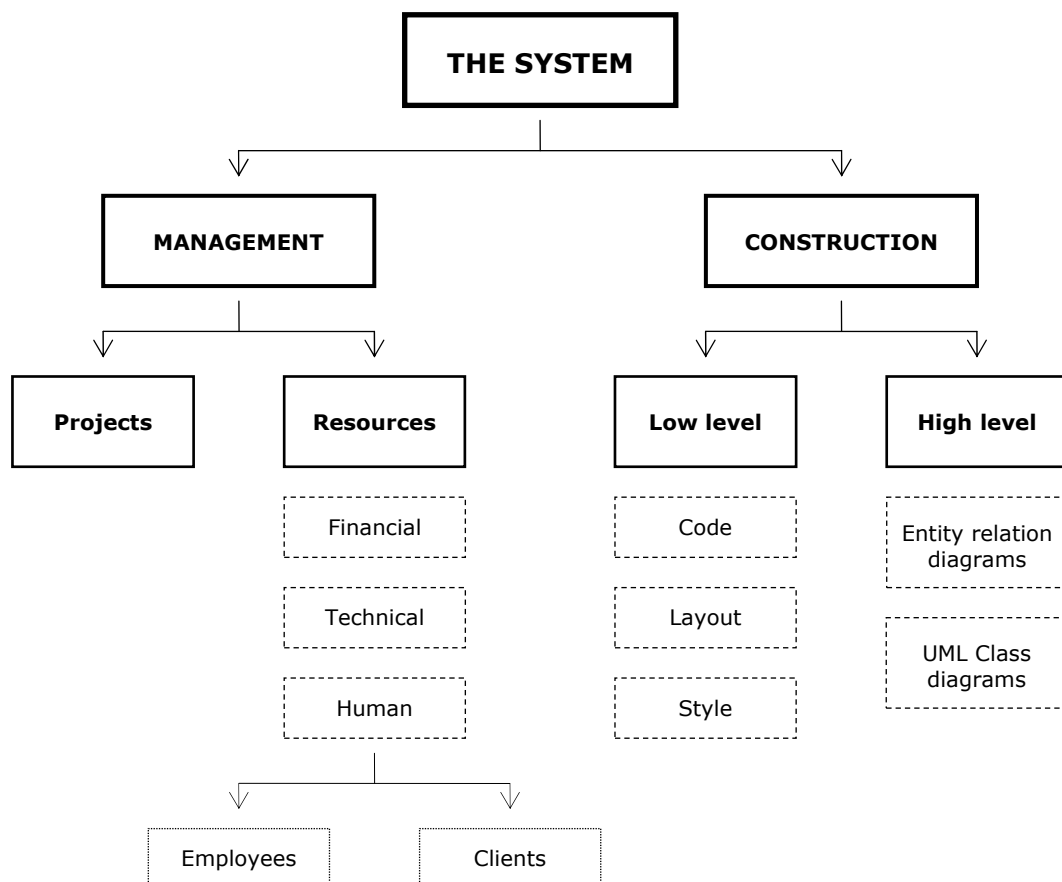 THE SYSTEM
MANAGEMENT
CONSTRUCTION
Projects
Resources
Low level
High level
Financial
Code
Entity relation
diagrams
Technical
Layout
UML Class
diagrams
Human
Style
Employees
Clients